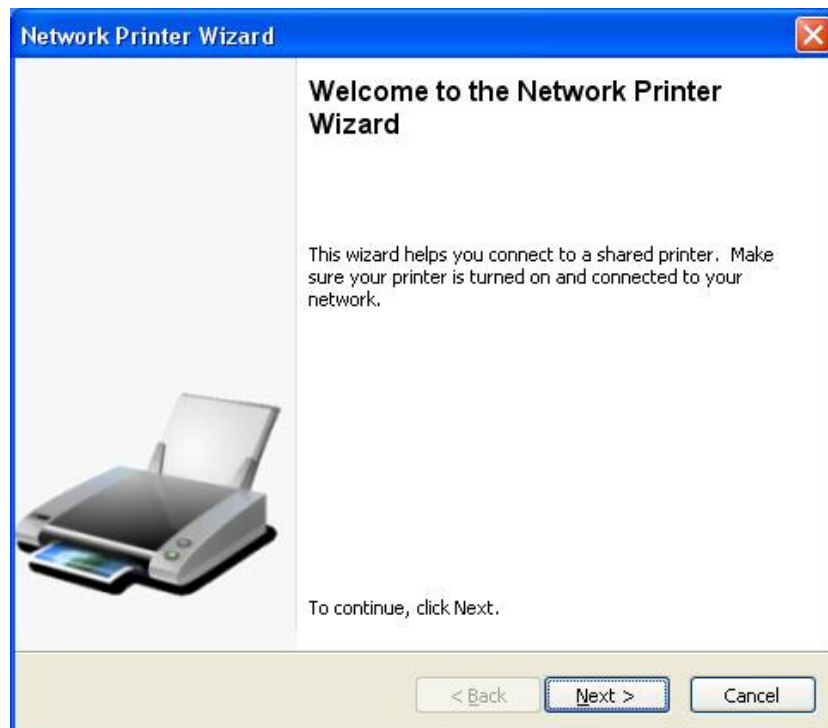 Network Printer Wizard
Welcome to the Network Printer
Wizard
This wizard helps you connect to a shared printer.  Make
sure your printer is turned on and connected to your
network.
To continue, click Next.
< Back
Next >
Cancel